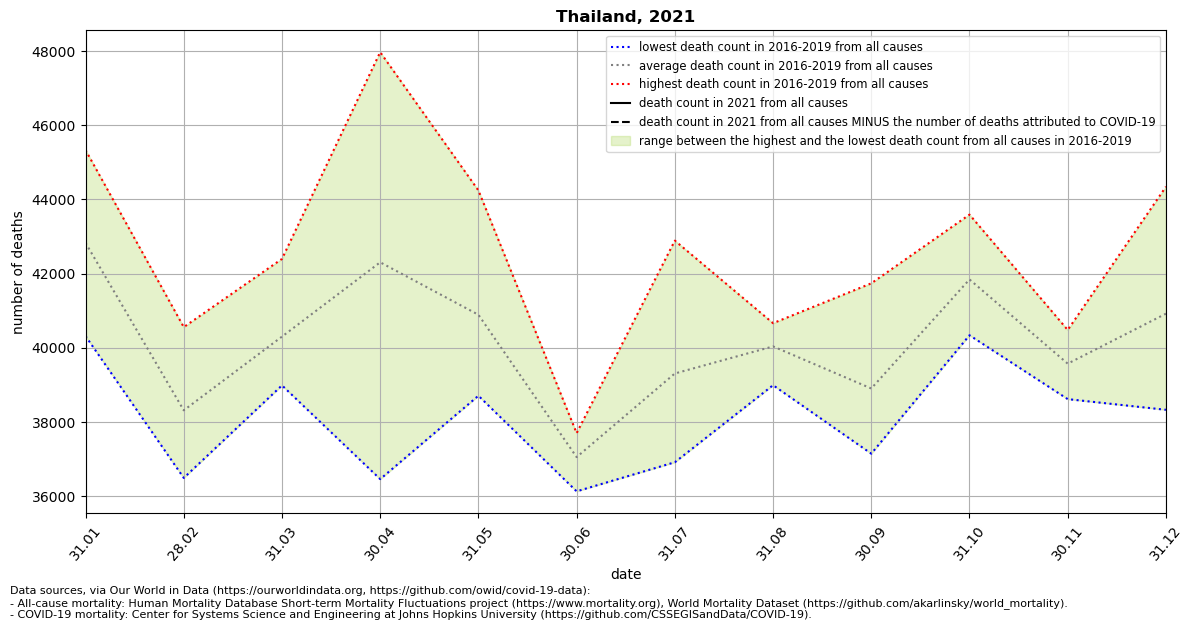 Thailand, 2021
lowest death count in 2016-2019 from all causes
average death count in 2016-2019 from all causes
highest death count in 2016-2019 from all causes
death count in 2021 from all causes
death count in 2021 from all causes MINUS the number of deaths attributed to COVID-19
range between the highest and the lowest death count from all causes in 2016-2019
number of deaths
48000
46000
44000
42000
40000
38000
36000
31.01
28.02
31.03
30.04
31.05
30.06
31.07
31.08
30.09
31.10
30.11
31.12
date
Data sources, via Our World in Data (https://ourworldindata.org, https://github.com/owid/covid-19-data):
- All-cause mortality: Human Mortality Database Short-term Mortality Fluctuations project (https://www.mortality.org), World Mortality Dataset (https://github.com/akarlinsky/world_mortality).
- COVID-19 mortality: Center for Systems Science and Engineering at Johns Hopkins University (https://github.com/CSSEGISandData/COVID-19).